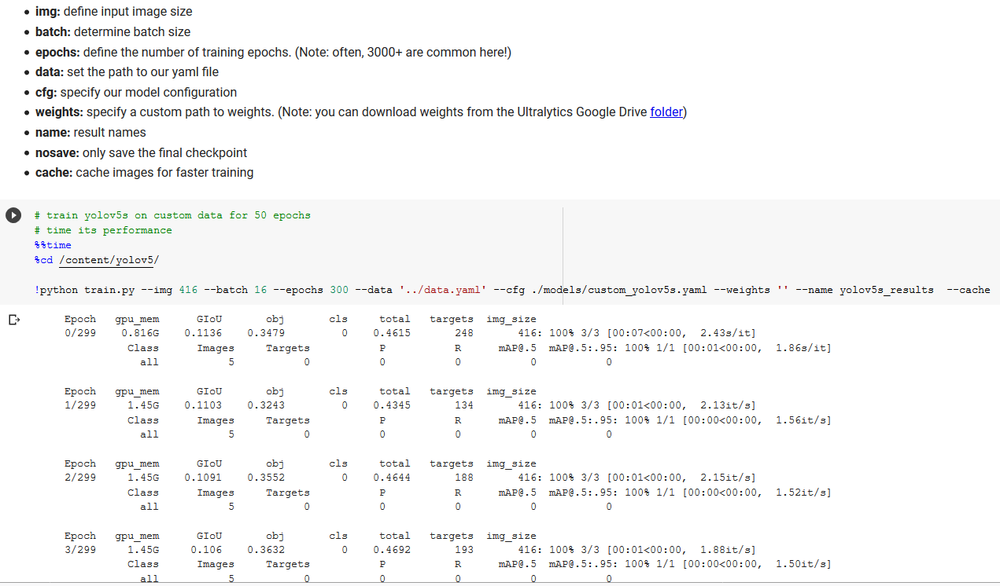 img: define input image size
batch: determine batch size
epochs: define the number of training epochs. (Note: often, 3000+ are common here!)
data: set the path to our yaml file
cfg: specify our model configuration
weights: specify a custom path to weights. (Note: you can download weights from the Ultralytics Google Drive folder)
name: result names
nosave: only save the final checkpoint
cache: cache images for faster training
# train yolov5s on custom data for 50 epochs
# time its performance
%%time
%cd /content/yolov5/
!python train.py --img 416 --batch 16 --epochs 300 --data '../data.yaml' --cfg ./models/custom_yolov5s.yaml --weights '' --name yolov5s_results  --cache
Epoch gpu_mem GIoU obj cls total targets img_size
0/299 0.816G 0.1136 0.3479 0 0.4615 248 416: 100% 3/3 [00:07<00:00, 2.43s/it]
Class Images Targets P R mAP@.5 mAP@.5:.95: 100% 1/1 [00:01<00:00, 1.86s/it]
all 5 0 0 0 0 0
Epoch gpu_mem GIoU obj cls total targets img_size
1/299 1.45G 0.1103 0.3243 0 0.4345 134 416: 100% 3/3 [00:01<00:00, 2.13it/s]
Class Images Targets P R mAP@.5 mAP@.5:.95: 100% 1/1 [00:00<00:00, 1.56it/s]
all 5 0 0 0 0 0
Epoch gpu_mem GIoU obj cls total targets img_size
2/299 1.45G 0.1091 0.3552 0 0.4644 188 416: 100% 3/3 [00:01<00:00, 2.15it/s]
Class Images Targets P R mAP@.5 mAP@.5:.95: 100% 1/1 [00:00<00:00, 1.52it/s]
all 5 0 0 0 0 0
Epoch gpu_mem GIoU obj cls total targets img_size
3/299 1.45G 0.106 0.3632 0 0.4692 193 416: 100% 3/3 [00:01<00:00, 1.88it/s]
Class Images Targets P R mAP@.5 mAP@.5:.95: 100% 1/1 [00:00<00:00, 1.50it/s]
all 5 0 0 0 0 0